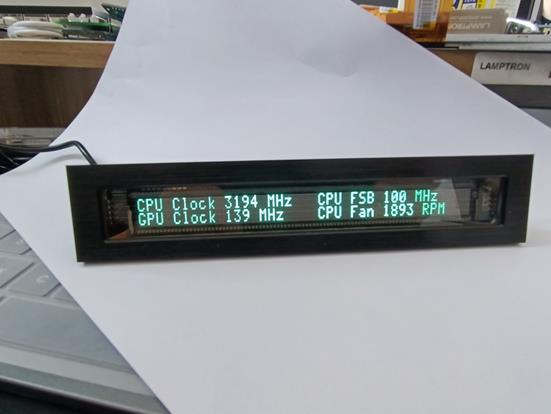 LAMPTRON
CPU Clock 3194 MHz CPU FSB 100 MHz
GPU Clock 139 MHz CPU Fan 1893 RPM